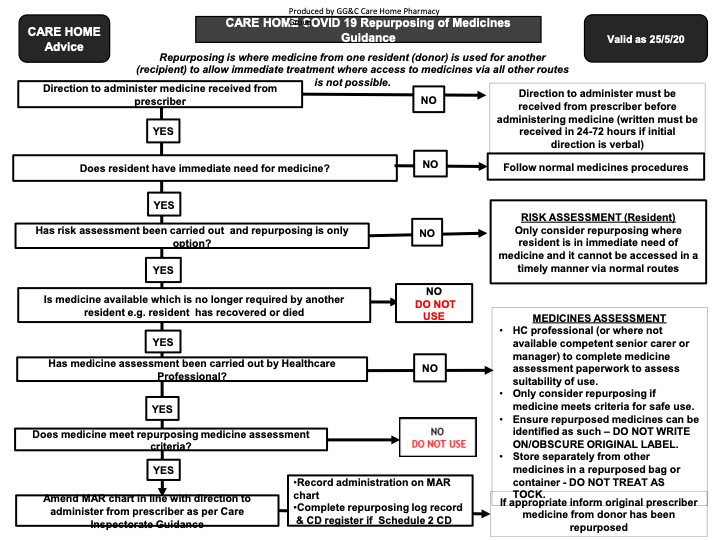 Produced by GG&C Care Home Pharmacy
CARE HOME
Advice
CARE HOME COVID 19 Repurposing of Medicines
Guidance
Valid as 25/5/20
Repurposing is where medicine from one resident (donor) is used for another
(recipient) to allow immediate treatment where access to medicines via all other routes
is not possible.
Direction to administer medicine received from
prescriber
NO
Direction to administer must be
received from prescriber before
administering medicine (written must be
received in 24-72 hours if initial
direction is verbal)
YES
Does resident have immediate need for medicine?
NO
Follow normal medicines procedures
YES
Has risk assessment been carried out and repurposing is only
option?
NO
RISK ASSESSMENT (Resident)
Only consider repurposing where
resident is in immediate need of
medicine and it cannot be accessed in a
timely manner via normal routes
YES
Is medicine available which is no longer required by another
resident e.g. resident has recovered or died
NO
DO NOT
USE
YES
Has medicine assessment been carried out by Healthcare
Professional?
NO
MEDICINES ASSESSMENT
• HC professional (or where not
available competent senior carer or
manager) to complete medicine
assessment paperwork to assess
suitability of use.
• Only consider repurposing if
medicine meets criteria for safe use.
• Ensure repurposed medicines can be
identified as such – DO NOT WRITE
ON/OBSCURE ORIGINAL LABEL.
• Store separately from other
medicines in a repurposed bag or
container - DO NOT TREAT AS
TOCK.
YES
Does medicine meet repurposing medicine assessment
criteria?
NO
DO NOT USE
YES
Amend MAR chart in line with direction to
administer from prescriber as per Care
Inspectorate Guidance
•Record administration on MAR
chart
•Complete repurposing log record
& CD register if Schedule 2 CD
If appropriate inform original prescriber
medicine from donor has been
repurposed